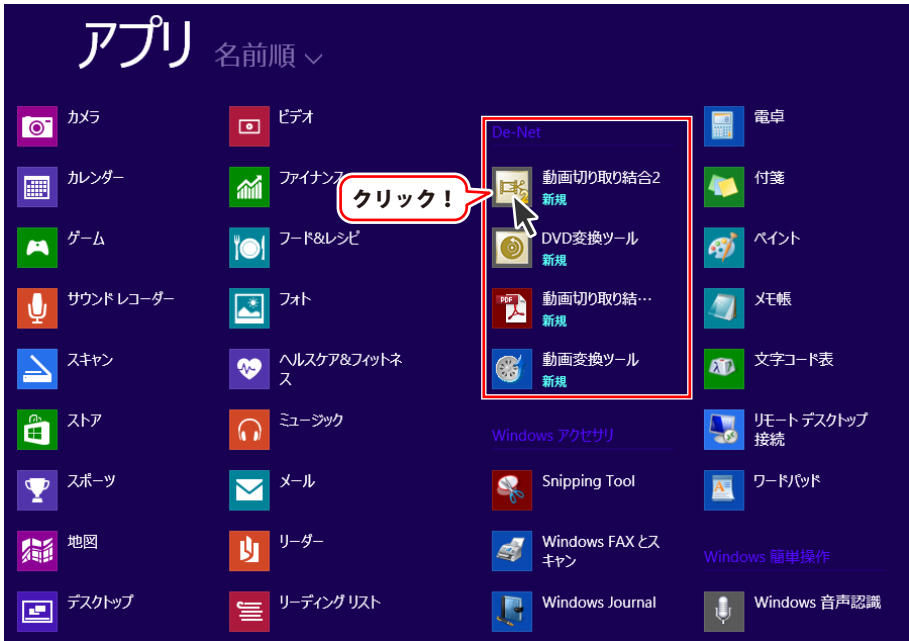 アプリ 名前順
カメラ
カレンダー
ゲーム
サウンド レコーダー
スキャン
ストア
スポーツ
地図
デスクトップ
ビデオ
ファイナンス
フード&レシピ
フォト
ヘルスケア&フィットネ
ス
ミュージック
メール
リーダー
リーディング リスト
クリック！
De-Net
動画切り取り結合2
新規
DVD変換ツール
新規
PDF
動画切り取り結…
新規
動画変換ツール
新規
Windows アクセサリ
Snipping Tool
Windows FAX とス
キャン
Windows Journal
電卓
付箋
ペイント
メモ帳
文字コード表
リモート デスクトップ
接続
ワードパッド
Windows 簡単操作
Windows 音声認識